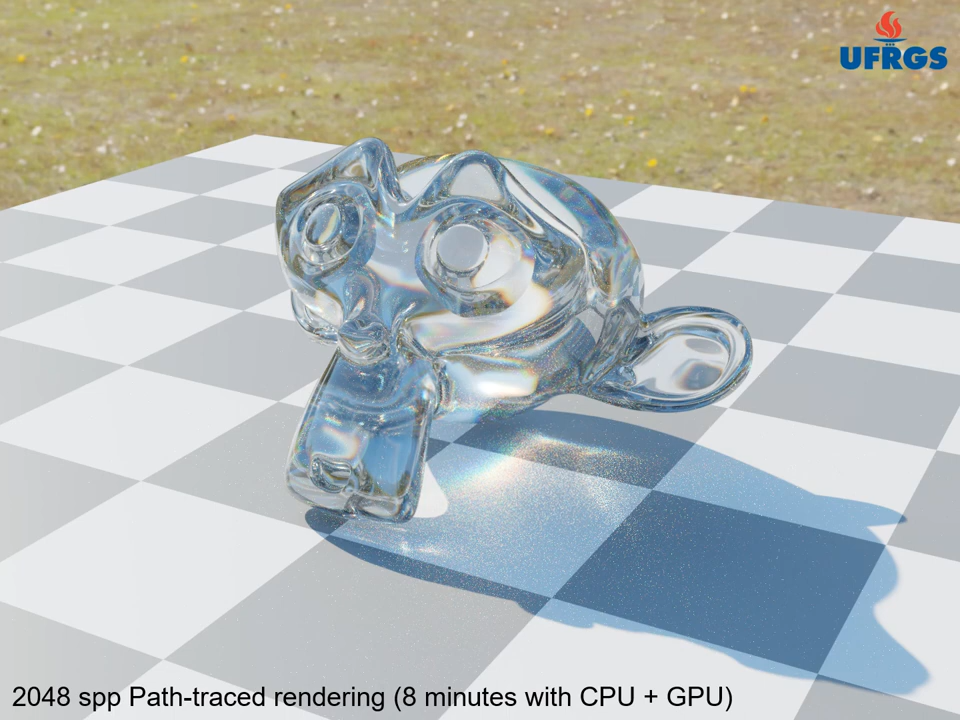 UFRGS
2048 spp Path-traced rendering (8 minutes with CPU + GPU)